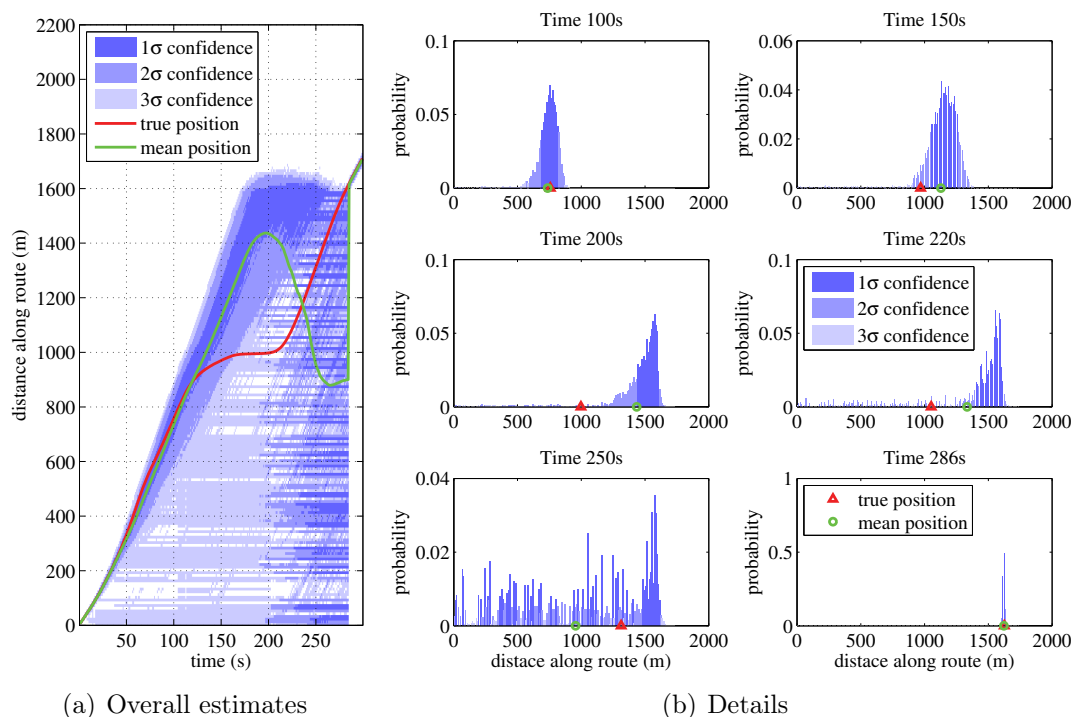 2200
2000
1800
1600
1400
1200
1000
800
600
400
200
0
distance along route (m)
1σ confidence
2σ confidence
3σ confidence
true position
mean position
50 100 150 200 250
time (s)
(a) Overall estimates
Time 100s
0.1
0.05
0
probability
0 500 1000 1500 2000
Time 150s
0.06
0.04
0.02
0
probability
0 500 1000 1500 2000
Time 200s
0.1
0.05
0
probability
0 500 1000 1500 2000
Time 220s
0.1
0.05
0
probability
1σ confidence
2σ confidence
3σ confidence
0 500 1000 1500 2000
Time 250s
0.04
0.02
0
probability
0 500 1000 1500 2000
distace along route (m)
Time 286s
1
0.5
0
probability
true position
mean position
0 500 1000 1500 2000
distace along route (m)
(b) Details